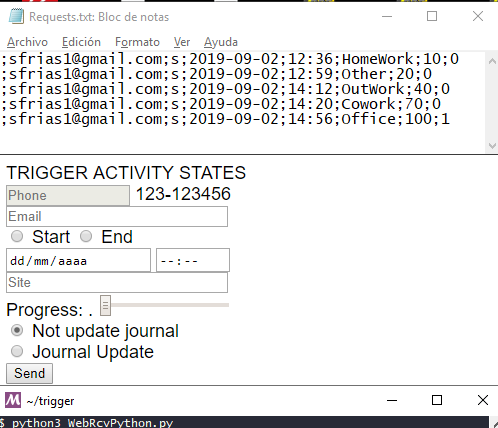 Requests.txt: Bloc de notas
Archivo Edición Formato Ver Ayuda
;sfrias1@gmail.com;s;2019-09-02;12:36;HomeWork;10;0
;sfrias1@gmail.com;s;2019-09-02;12:59;Other;20;0
;sfrias1@gmail.com;s;2019-09-02;14:12;OutWork;40;0
;sfrias1@gmail.com;s;2019-09-02;14:20;Cowork;70;0
;sfrias1@gmail.com;s;2019-09-02;14:56;Office;100;1
TRIGGER ACTIVITY STATES
Phone 123-123456
Email
Start End
dd/mm/aaaa --:--
Site
Progress: .
Not update journal
Journal Update
Send
M ~/trigger
$ python3 WebRcvPython.py